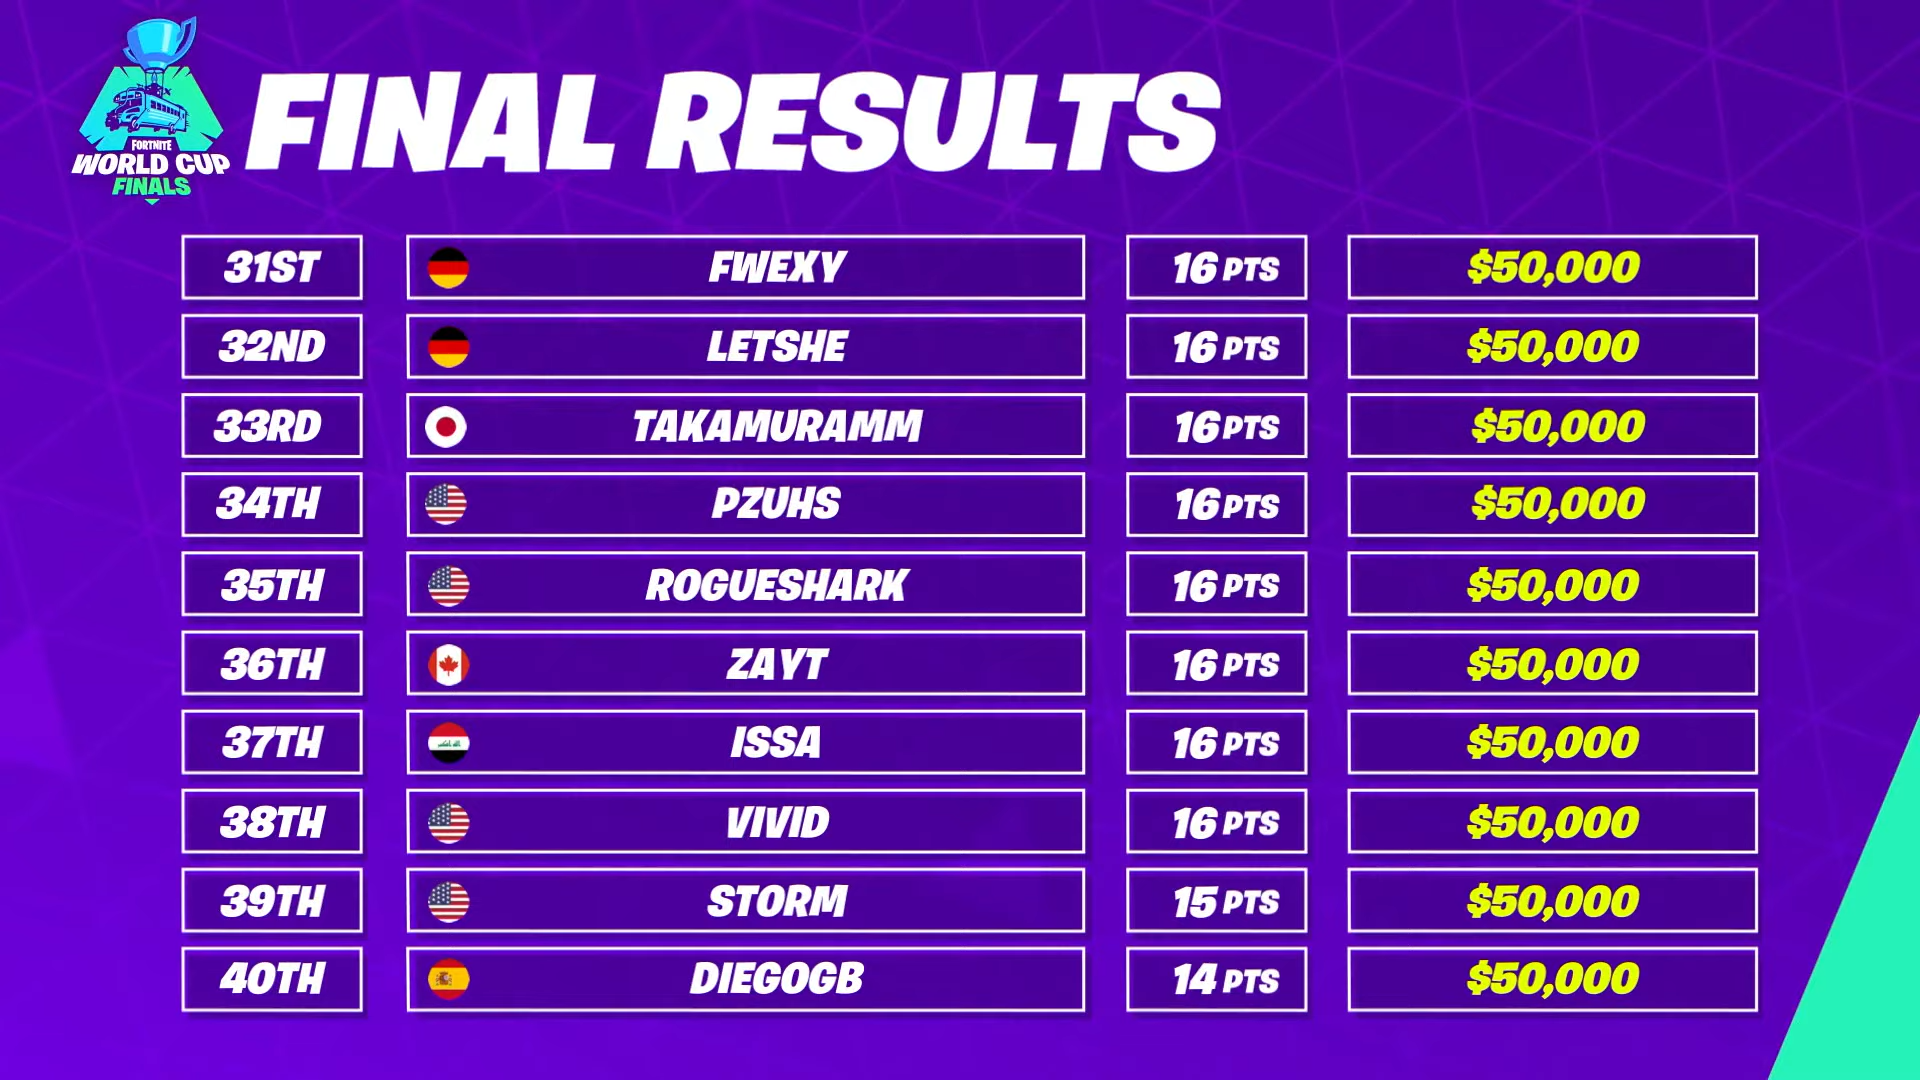 FORTNITE
WORLD CUP
FINALS
FINAL RESULTS
31ST FWEXY 16 PTS $50,000
32ND LETSHE 16 PTS $50,000
33RD TAKAMURAMM 16 PTS $50,000
34TH PZUHS 16 PTS $50,000
35TH ROGUESHARK 16 PTS $50,000
36TH ZAYT 16 PTS $50,000
37TH ISSA 16 PTS $50,000
38TH VIVID 16 PTS $50,000
39TH STORM 15 PTS $50,000
40TH DIEGOGB 14 PTS $50,000